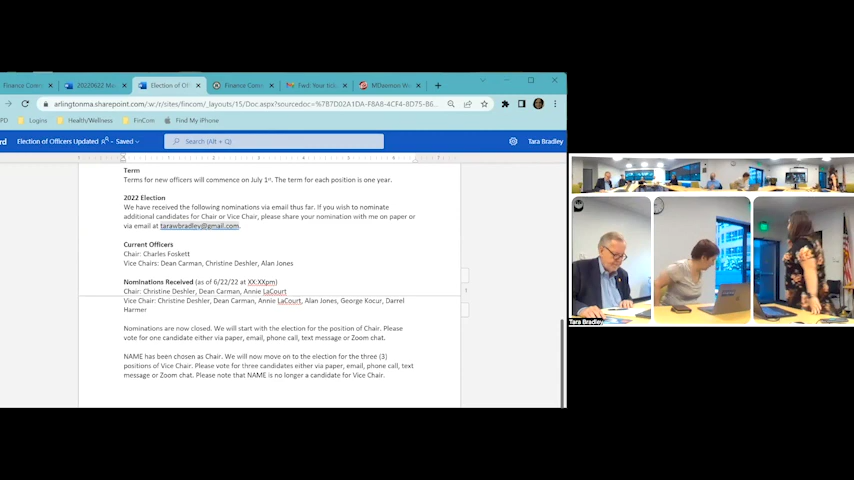 Finance Comm
20220622 Me
Election of Off
Finance Com
Fwd: Your tick
MDaemon We
arlingtonma.sharepoint.com/:w:/r/sites/fincom/_layouts/15/Doc.aspx?sourcedoc=%7B7D02A1DA-F8A8-4CF4-8D75-B6...
PD Logins Health/Wellness FinCom Find My iPhone
rd Election of Officers Updated - Saved Search (Alt + Q) Tara Bradley
Term
Terms for new officers will commence on July 1st. The term for each position is one year.
2022 Election
We have received the following nominations via email thus far. If you wish to nominate
additional candidates for Chair or Vice Chair, please share your nomination with me on paper or
via email at tarawbradley@gmail.com.
Current Officers
Chair: Charles Foskett
Vice Chairs: Dean Carman, Christine Deshler, Alan Jones
Nominations Received (as of 6/22/22 at XX:XXpm)
Chair: Christine Deshler, Dean Carman, Annie LaCourt
Vice Chair: Christine Deshler, Dean Carman, Annie LaCourt, Alan Jones, George Kocur, Darrel
Harmer
Nominations are now closed. We will start with the election for the position of Chair. Please
vote for one candidate either via paper, email, phone call, text message or Zoom chat.
NAME has been chosen as Chair. We will now move on to the election for the three (3)
positions of Vice Chair. Please vote for three candidates either via paper, email, phone call, text
message or Zoom chat. Please note that NAME is no longer a candidate for Vice Chair.
Tara Bradley